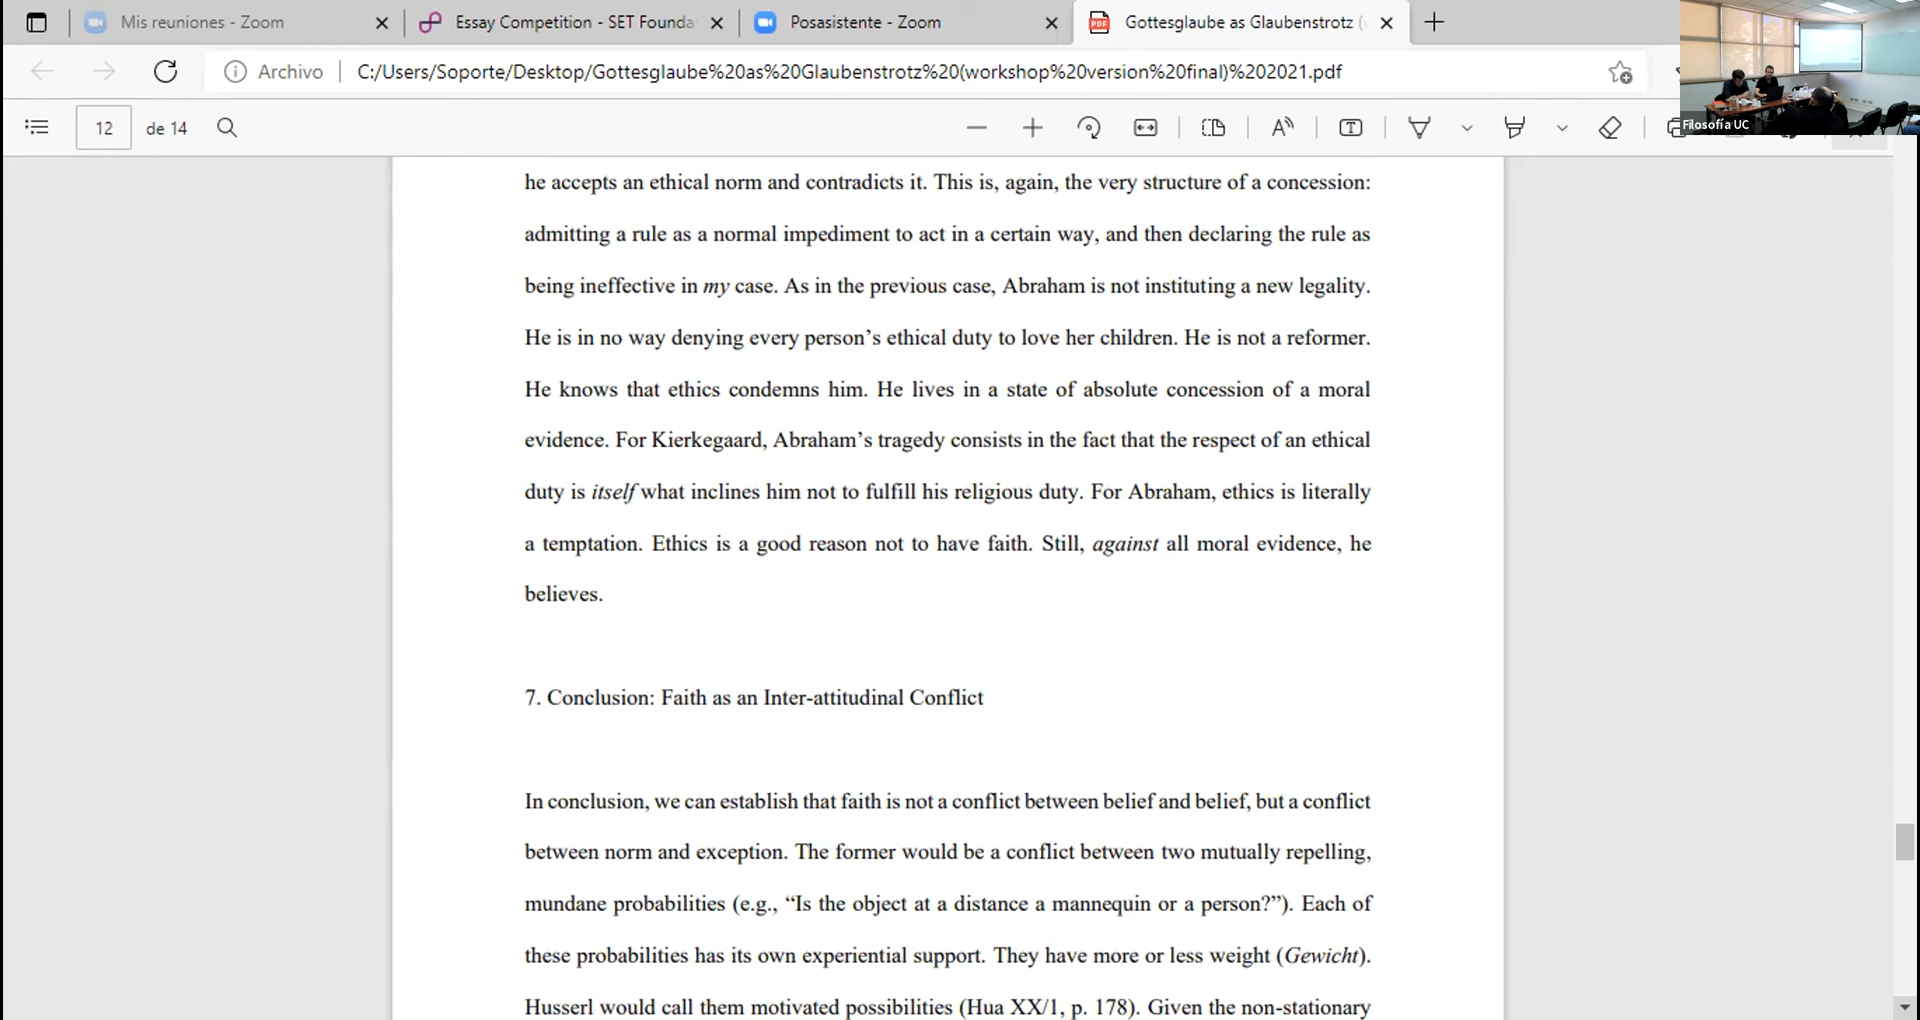 Mis reuniones - Zoom
Essay Competition - SET Founda
Posasistente - Zoom
Gottesglaube as Glaubenstrotz (
Archivo
C:/Users/Soporte/Desktop/Gottesglaube%20as%20Glaubenstrotz%20(workshop%20version%20final)%202021.pdf
Filosofía UC
12 de 14
he accepts an ethical norm and contradicts it. This is, again, the very structure of a concession:
admitting a rule as a normal impediment to act in a certain way, and then declaring the rule as
being ineffective in my case. As in the previous case, Abraham is not instituting a new legality.
He is in no way denying every person’s ethical duty to love her children. He is not a reformer.
He knows that ethics condemns him. He lives in a state of absolute concession of a moral
evidence. For Kierkegaard, Abraham’s tragedy consists in the fact that the respect of an ethical
duty is itself what inclines him not to fulfill his religious duty. For Abraham, ethics is literally
a temptation. Ethics is a good reason not to have faith. Still, against all moral evidence, he
believes.
7. Conclusion: Faith as an Inter-attitudinal Conflict
In conclusion, we can establish that faith is not a conflict between belief and belief, but a conflict
between norm and exception. The former would be a conflict between two mutually repelling,
mundane probabilities (e.g., “Is the object at a distance a mannequin or a person?”). Each of
these probabilities has its own experiential support. They have more or less weight (Gewicht).
Husserl would call them motivated possibilities (Hua XX/1, p. 178). Given the non-stationary